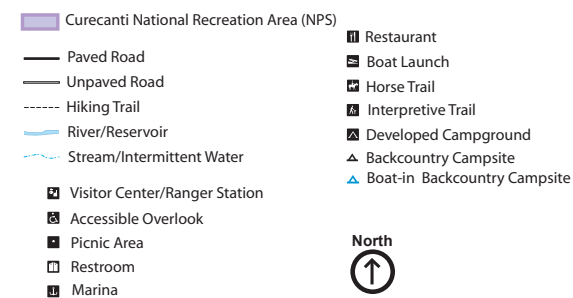 Curecanti National Recreation Area (NPS)
Paved Road
Unpaved Road
Hiking Trail
River/Reservoir
Stream/Intermittent Water
Visitor Center/Ranger Station
Accessible Overlook
Picnic Area
Restroom
Marina
Restaurant
Boat Launch
Horse Trail
Interpretive Trail
Developed Campground
Backcountry Campsite
Boat-in Backcountry Campsite
North